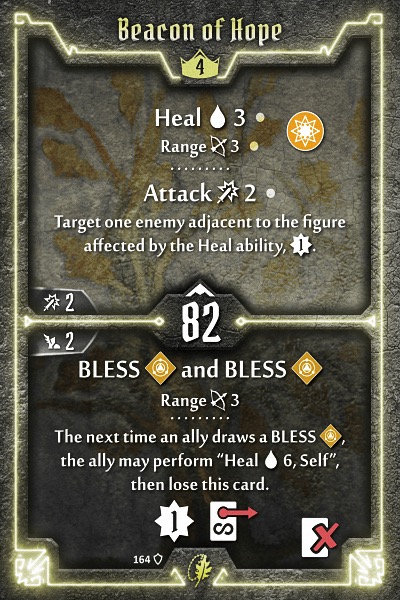 Beacon of Hope
4
Heal 3
Range 3
Attack 2
Target one enemy adjacent to the figure
affected by the Heal ability, 1.
2
82
2
BLESS and BLESS
Range 3
The next time an ally draws a BLESS ,
the ally may perform “Heal 6, Self”,
then lose this card.
1 S
164